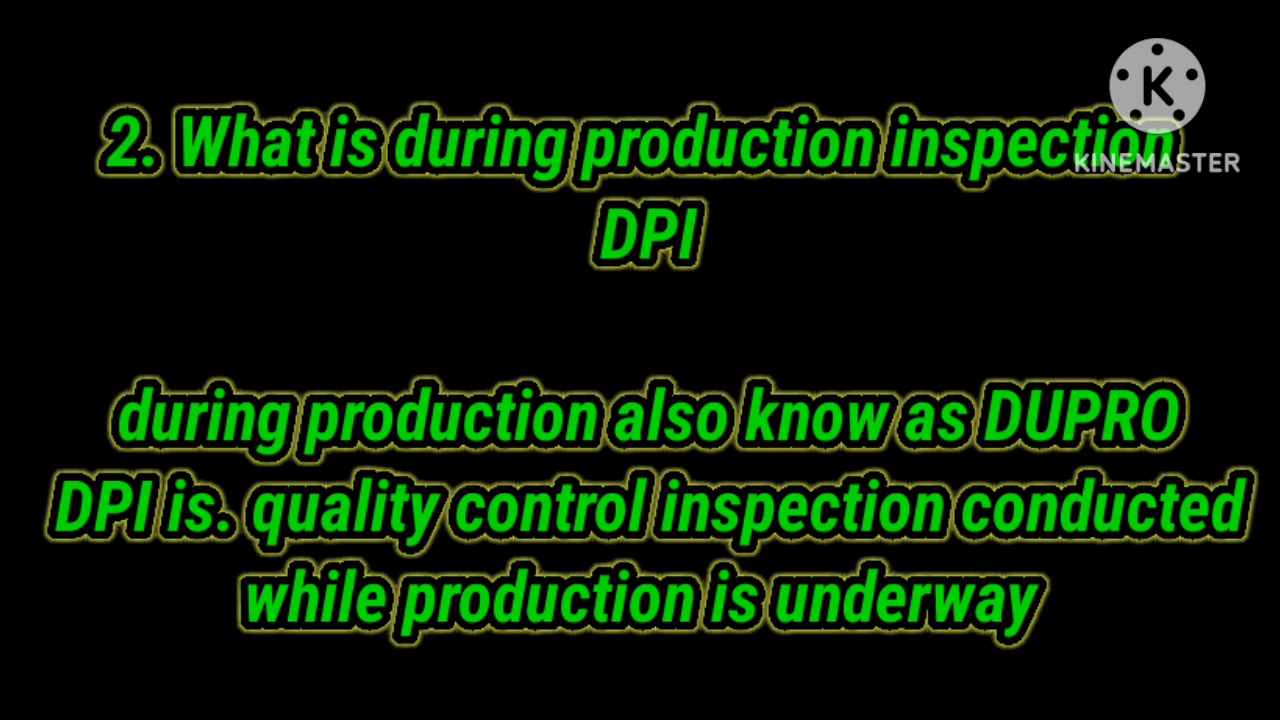 2. What is during production inspection
DPI
during production also know as DUPRO
DPI is. quality control inspection conducted
while production is underway
K
KINEMASTER